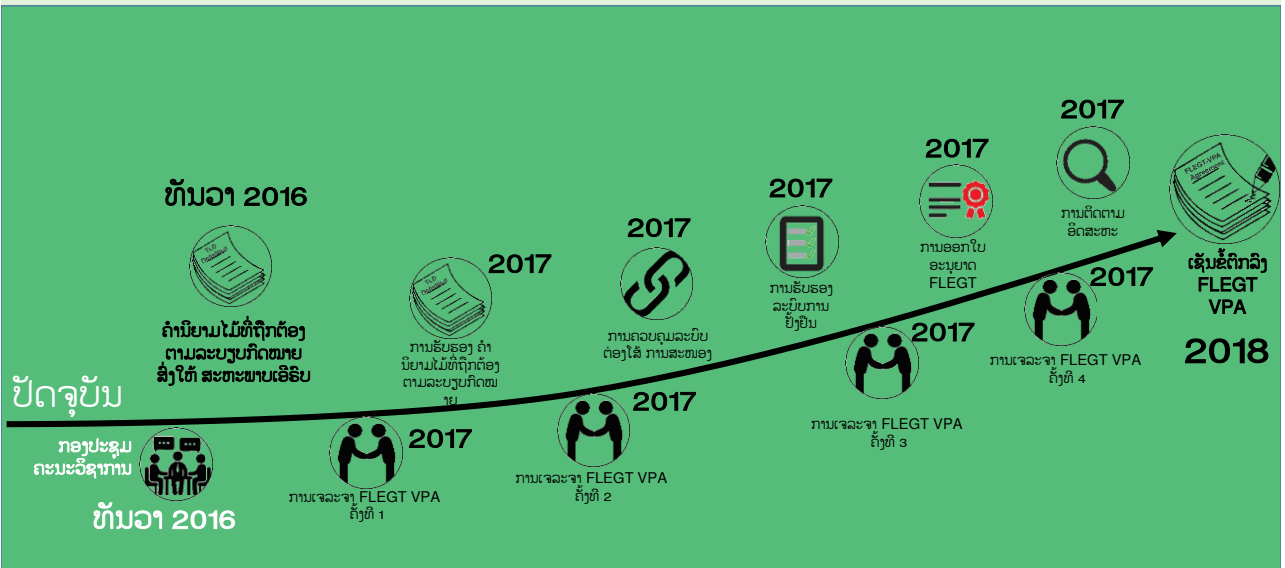 ທັນວາ 2016
TLD
Definition
ຄຳນິຍາມໄມ້ທີ່ຖືກຕ້ອງ
ຕາມລະບຽບກົດໝາຍ
ສົ່ງໃຫ້ ສະຫະພາບເອີຣົບ
ປັດຈຸບັນ
ກອງປະຊຸມ
ຄະນະວິຊາການ
ທັນວາ 2016
2017
TLD
Definition
ການຮັບຮອງ ຄຳ
ນິຍາມໄມ້ທີ່ຖືກຕ້ອງ
ຕາມລະບຽບກົດໝ
າຍ
2017
ການເຈລະຈາ FLEGT VPA
ຄັ້ງທີ 1
2017
ການຄວບຄຸມລະບົບ
ຕ່ອງໂສ້ ການສະໜອງ
2017
ການເຈລະຈາ FLEGT VPA
ຄັ້ງທີ 2
2017
ການຮັບຮອງ
ລະບົບການ
ຢັ້ງຢືນ
2017
ການເຈລະຈາ FLEGT VPA
ຄັ້ງທີ 3
2017
ການອອກໃບ
ອະນຸຍາດ
FLEGT
2017
ການເຈລະຈາ FLEGT VPA
ຄັ້ງທີ 4
2017
ການຕິດຕາມ
ອິດສະຫະ
FLEGT-VPA
Agreement
ເຊັນຂໍ້ຕົກລົງ
FLEGT
VPA
2018